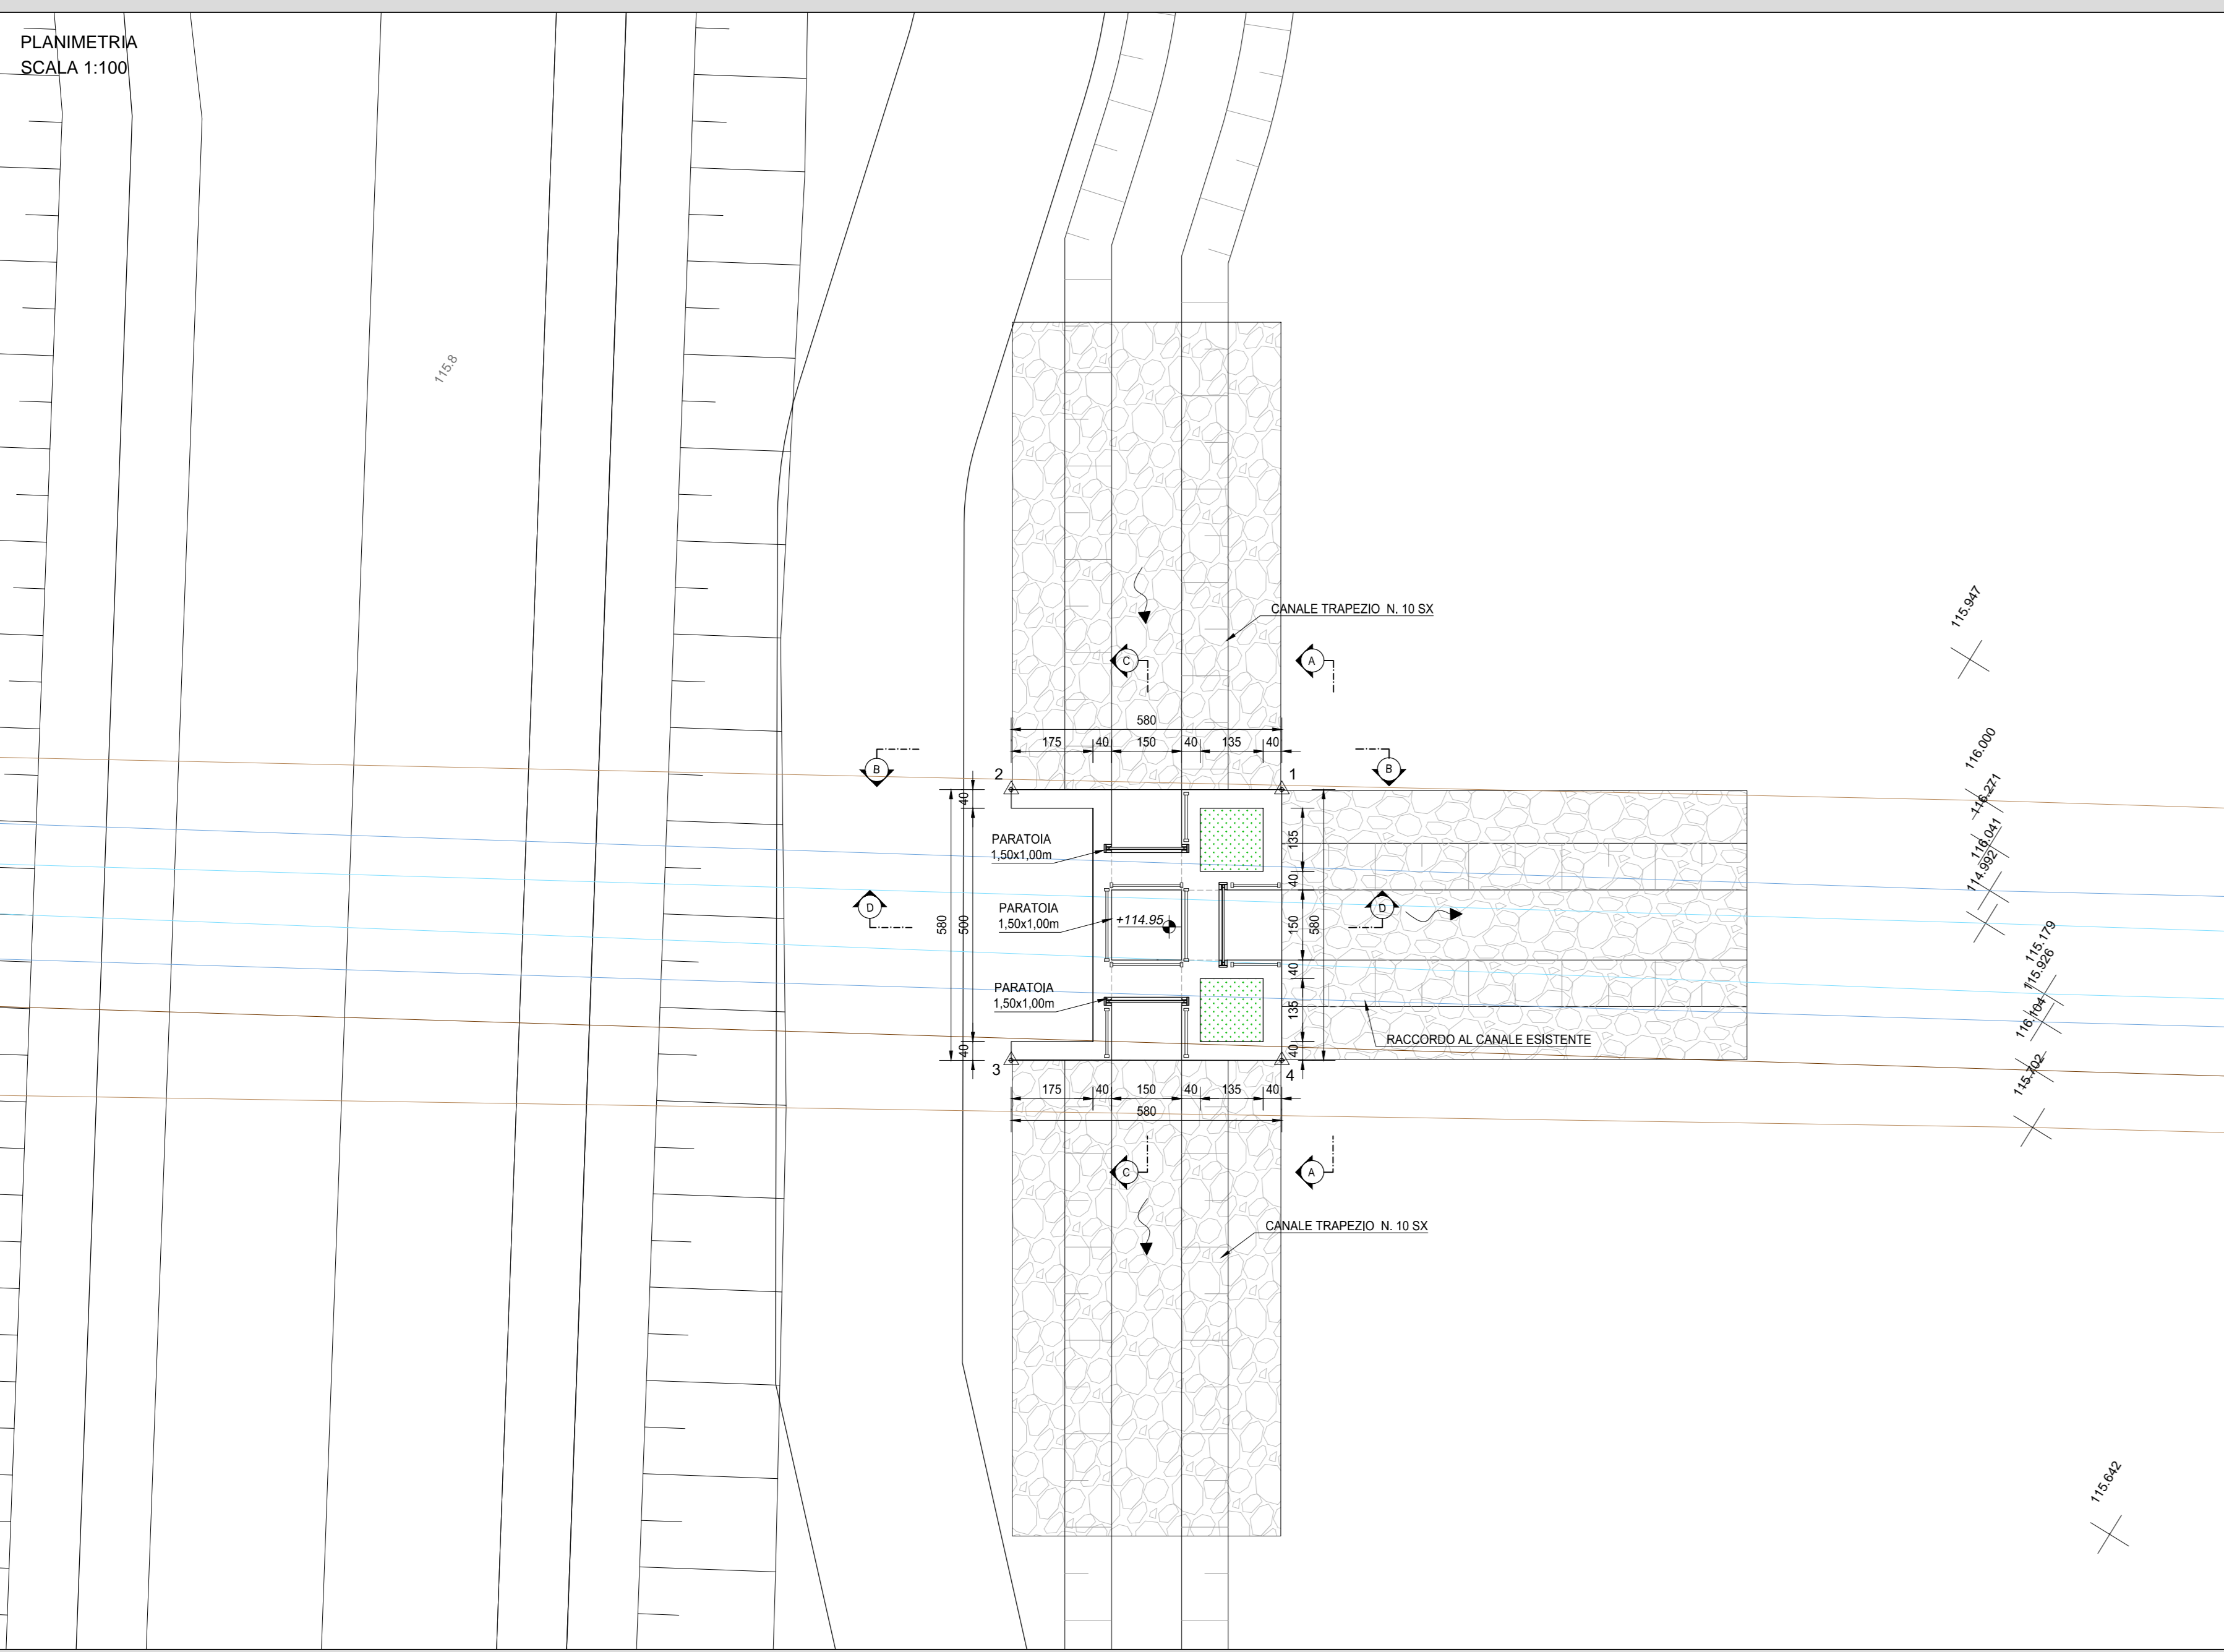 PLANIMETRIA
SCALA 1:100
115.8
CANALE TRAPEZIO N. 10 SX
115.947
C
A
580
175
40
150
40
135
40
116.000
B
B
2
1
116.271
40
135
PARATOIA
1,50x1,00m
116.041
114.992
40
D
PARATOIA
1,50x1,00m
+114.95
D
580
500
150
580
115.179
40
115.926
PARATOIA
1,50x1,00m
135
116.104
RACCORDO AL CANALE ESISTENTE
40
40
3
4
115.702
175
40
150
40
135
40
580
C
A
CANALE TRAPEZIO N. 10 SX
115.642